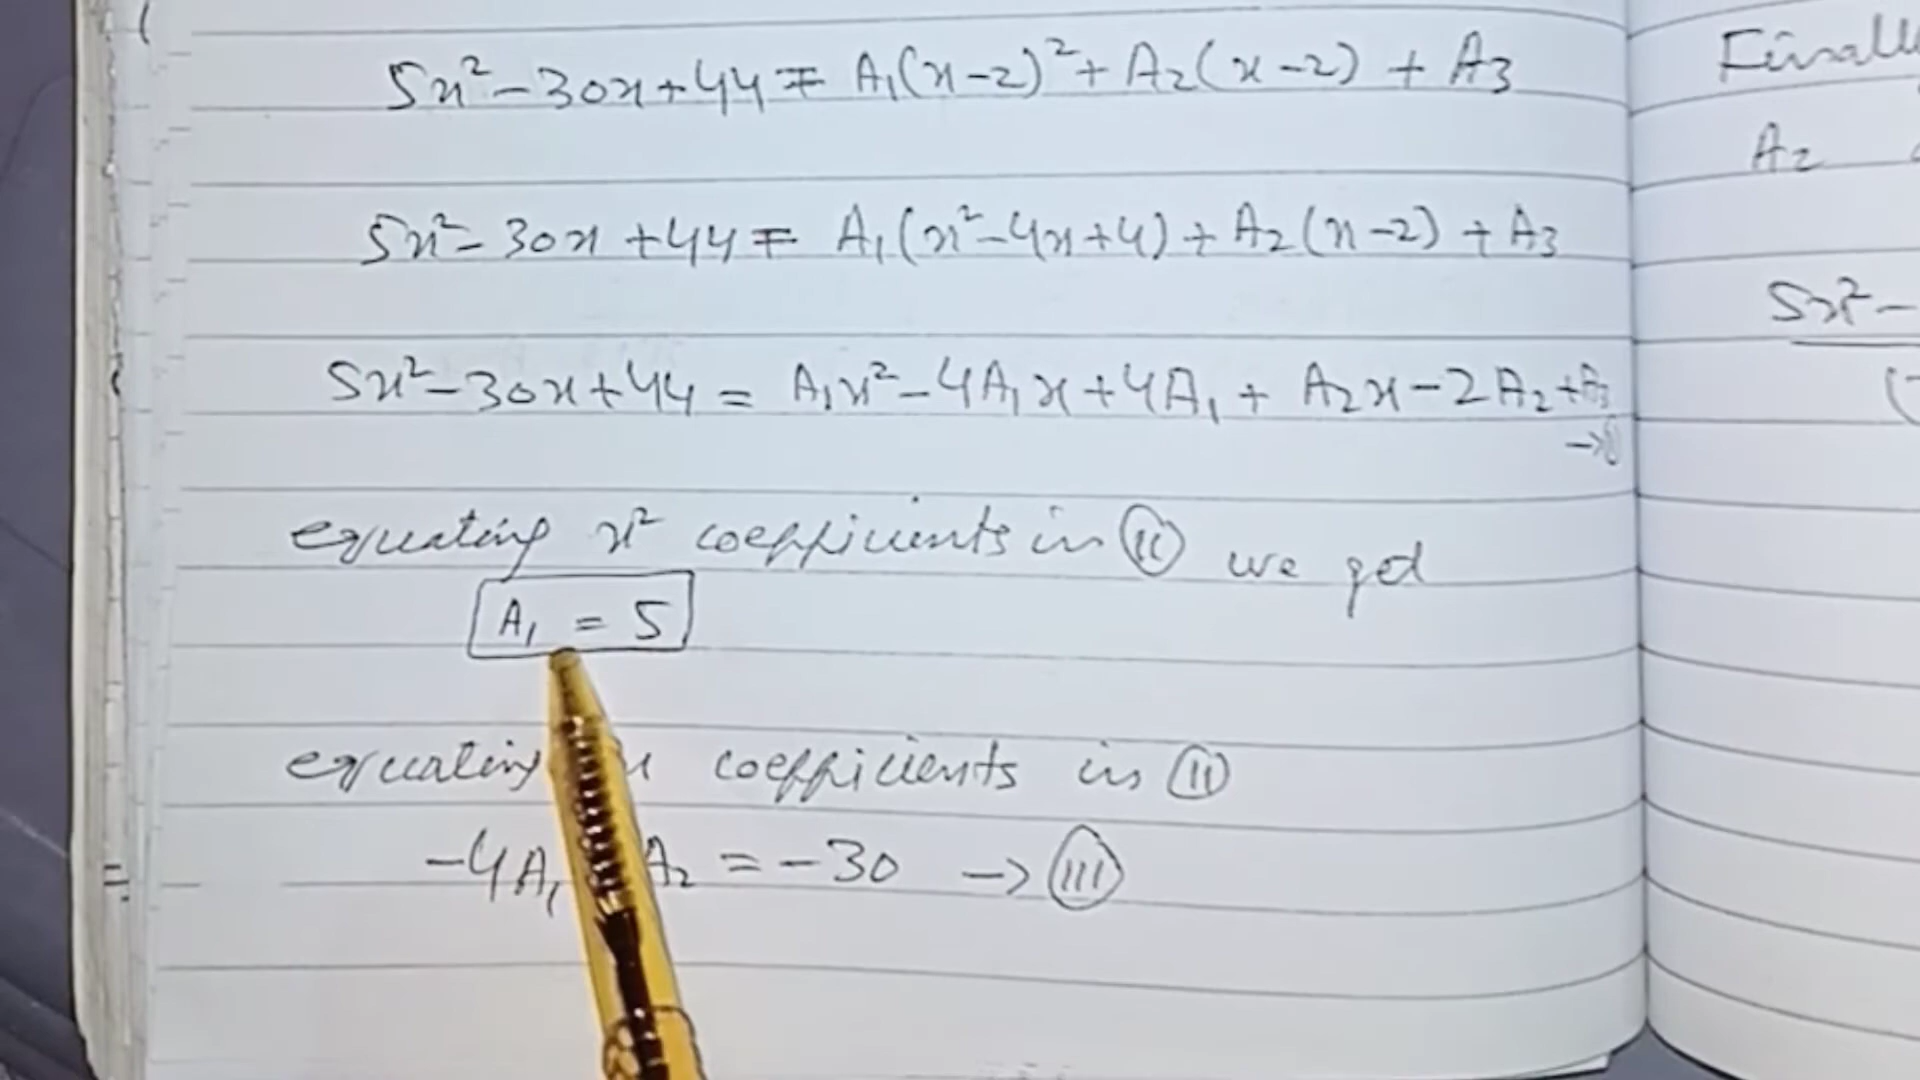 5x² - 30x + 44 = A₁(x-2)² + A₂(x-2) + A₃
5x² - 30x + 44 = A₁(x² - 4x + 4) + A₂(x-2) + A₃
5x² - 30x + 44 = A₁x² - 4A₁x + 4A₁ + A₂x - 2A₂ + A₃
equating x² coefficients in (II) we get
A₁ = 5
equating x coefficients in (II)
-4A₁ A₂ = -30 → (III)
A₂
5x² -